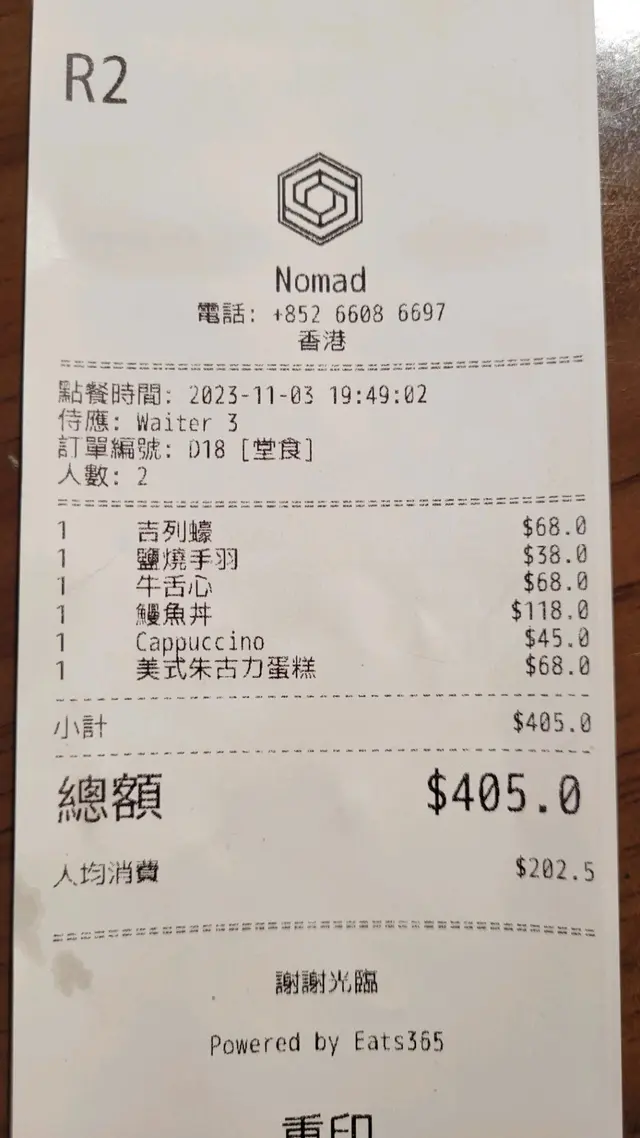 R2
Nomad
電話: +852 6608 6697
香港
點餐時間: 2023-11-03 19:49:02
侍應: Waiter 3
訂單編號: D18 [堂食]
人數: 2
1 吉列蠔 $68.0
1 鹽燒手羽 $38.0
1 牛舌心 $68.0
1 鰻魚丼 $118.0
1 Cappuccino $45.0
1 美式朱古力蛋糕 $68.0
小計 $405.0
總額 $405.0
人均消費 $202.5
謝謝光臨
Powered by Eats365
重印